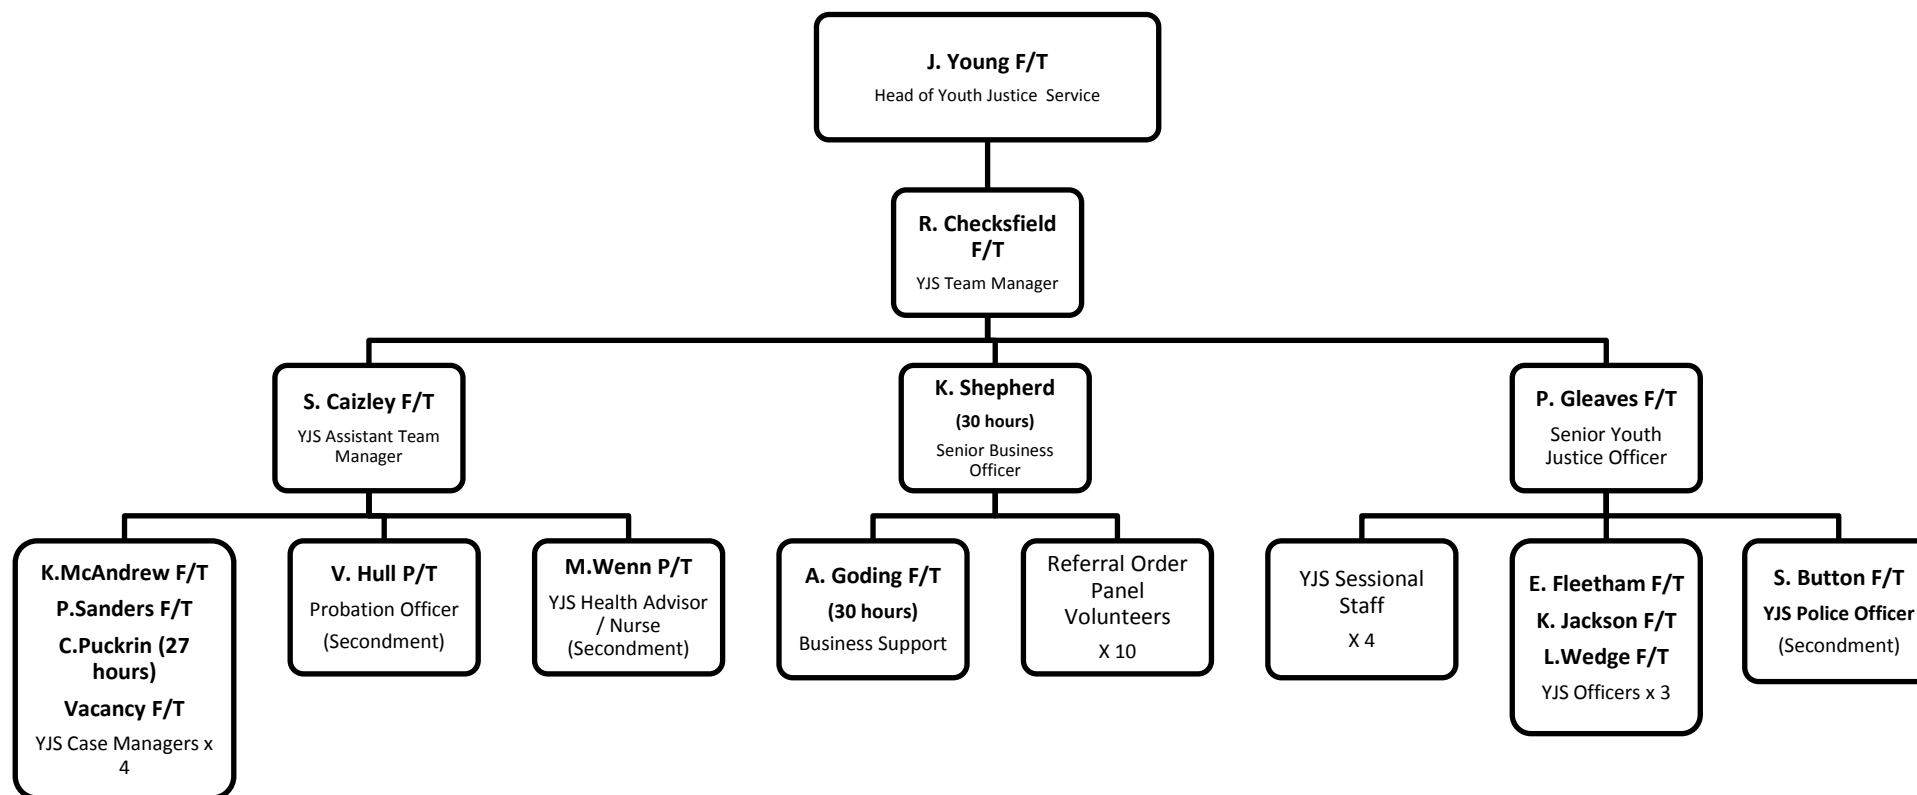 J. Young F/T
Head of Youth Justice Service
R. Checksfield
F/T
YJS Team Manager
S. Caizley F/T
YJS Assistant Team
Manager
K. Shepherd
(30 hours)
Senior Business
Officer
P. Gleaves F/T
Senior Youth
Justice Officer
K.McAndrew F/T
P.Sanders F/T
C.Puckrin (27
hours)
Vacancy F/T
YJS Case Managers x
4
V. Hull P/T
Probation Officer
(Secondment)
M.Wenn P/T
YJS Health Advisor
/ Nurse
(Secondment)
A. Goding F/T
(30 hours)
Business Support
Referral Order
Panel
Volunteers
X 10
YJS Sessional
Staff
X 4
E. Fleetham F/T
K. Jackson F/T
L.Wedge F/T
YJS Officers x 3
S. Button F/T
YJS Police Officer
(Secondment)